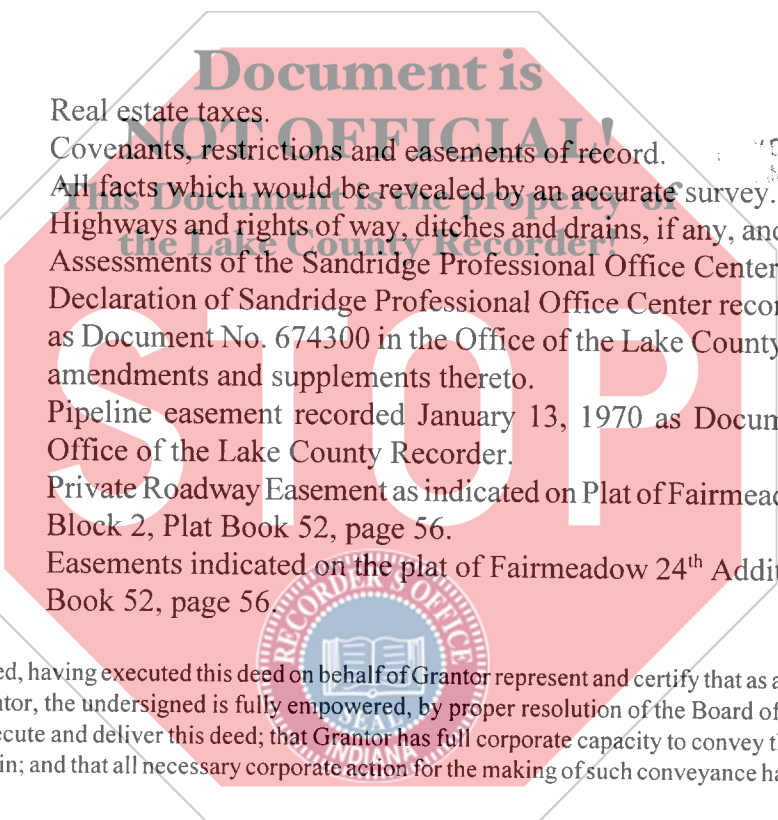 Document is
NOT OFFICIAL!
This Document is the property of
the Lake County Recorder!
STOP
Real estate taxes.
Covenants, restrictions and easements of record.
All facts which would be revealed by an accurate survey.
Highways and rights of way, ditches and drains, if any, and
Assessments of the Sandridge Professional Office Center
Declaration of Sandridge Professional Office Center recor
as Document No. 674300 in the Office of the Lake County
amendments and supplements thereto.
Pipeline easement recorded January 13, 1970 as Docum
Office of the Lake County Recorder.
Private Roadway Easement as indicated on Plat of Fairmead
Block 2, Plat Book 52, page 56.
Easements indicated on the plat of Fairmeadow 24th Addit
Book 52, page 56.
RECORDER'S OFFICE
SEAL
INDIANA
ed, having executed this deed on behalf of Grantor represent and certify that as a
ntor, the undersigned is fully empowered, by proper resolution of the Board of
ecute and deliver this deed; that Grantor has full corporate capacity to convey th
in; and that all necessary corporate action for the making of such conveyance ha